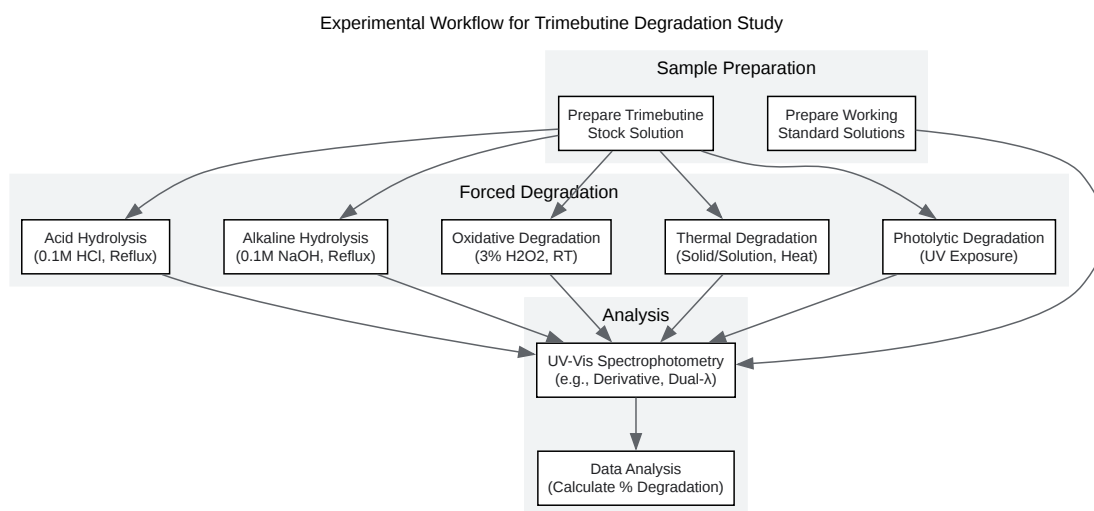 Experimental Workflow for Trimebutine Degradation Study
Sample Preparation
Prepare Trimebutine
Stock Solution
Prepare Working
Standard Solutions
Forced Degradation
Acid Hydrolysis
(0.1M HCl, Reflux)
Alkaline Hydrolysis
(0.1M NaOH, Reflux)
Oxidative Degradation
(3% H2O2, RT)
Thermal Degradation
(Solid/Solution, Heat)
Photolytic Degradation
(UV Exposure)
Analysis
UV-Vis Spectrophotometry
(e.g., Derivative, Dual-λ)
Data Analysis
(Calculate % Degradation)